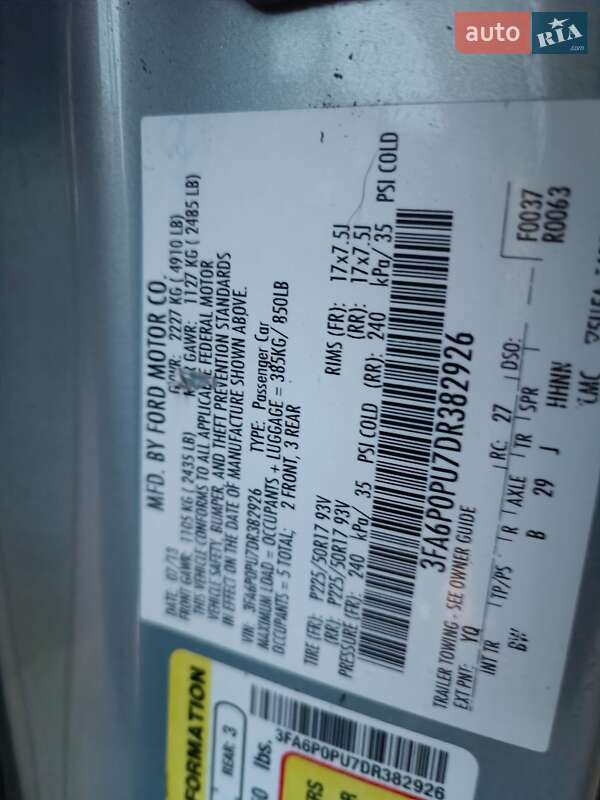 auto RIA.com
MFD. BY FORD MOTOR CO.
DATE: 07/13 GVWR: 2227 KG ( 4910 LB)
FRONT GAWR: 1105 KG ( 2435 LB) GAWR: 1127 KG ( 2485 LB)
THIS VEHICLE CONFORMS TO ALL APPLICABLE FEDERAL MOTOR
VEHICLE SAFETY, BUMPER, AND THEFT PREVENTION STANDARDS
IN EFFECT ON THE DATE OF MANUFACTURE SHOWN ABOVE.
VIN: 3FA6P0PU7DR382926 TYPE: Passenger Car
MAXIMUM LOAD = OCCUPANTS + LUGGAGE = 385KG/ 850LB
OCCUPANTS = 5 TOTAL: 2 FRONT, 3 REAR
TIRE (FR): P225/50R17 93V RIMS (FR): 17x7.5J
(RR): P225/50R17 93V (RR): 17x7.5J
PRESSURE (FR): 240 kPa/ 35 PSI COLD (RR): 240 kPa/ 35 PSI COLD
3FA6P0PU7DR382926
F0037
R0063
TRAILER TOWING - SEE OWNER GUIDE
EXT PNT: YQ RC: 27 DSO:
INT TR TP/PS R AXLE TR SPR
BW B 29 J HHNN
FORMATION
REAR: 3
lbs.
3FA6P0PU7DR382926